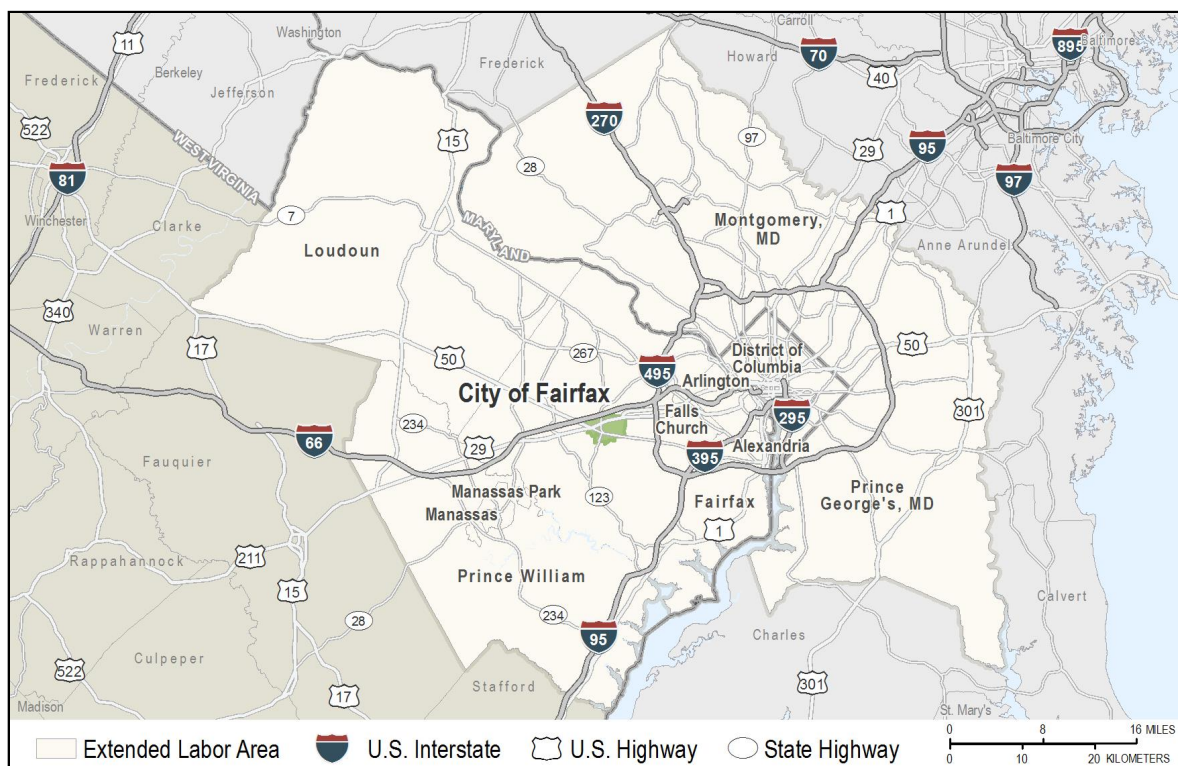 Carroll
Washington
11
70
895
Baltimore
Frederick
Howard
Frederick
Berkeley
40
Jefferson
270
522
15
97
Baltimore City
29
95
WEST VIRGINIA
28
81
97
7
1
Winchester
MARYLAND
Montgomery,
MD
Clarke
Anne Arundel
Loudoun
340
Warren
17
50
267
District of
Columbia
50
495
Arlington
City of Fairfax
Falls
Church
295
301
234
66
29
395
Alexandria
Fauquier
Manassas Park
Manassas
123
Fairfax
Prince
George's, MD
1
211
Rappahannock
Prince William
15
Calvert
234
28
95
Charles
Culpeper
522
17
Stafford
301
Madison
St. Mary's
Extended Labor Area
U.S. Interstate
U.S. Highway
State Highway
0 8 16 MILES
0 10 20 KILOMETERS